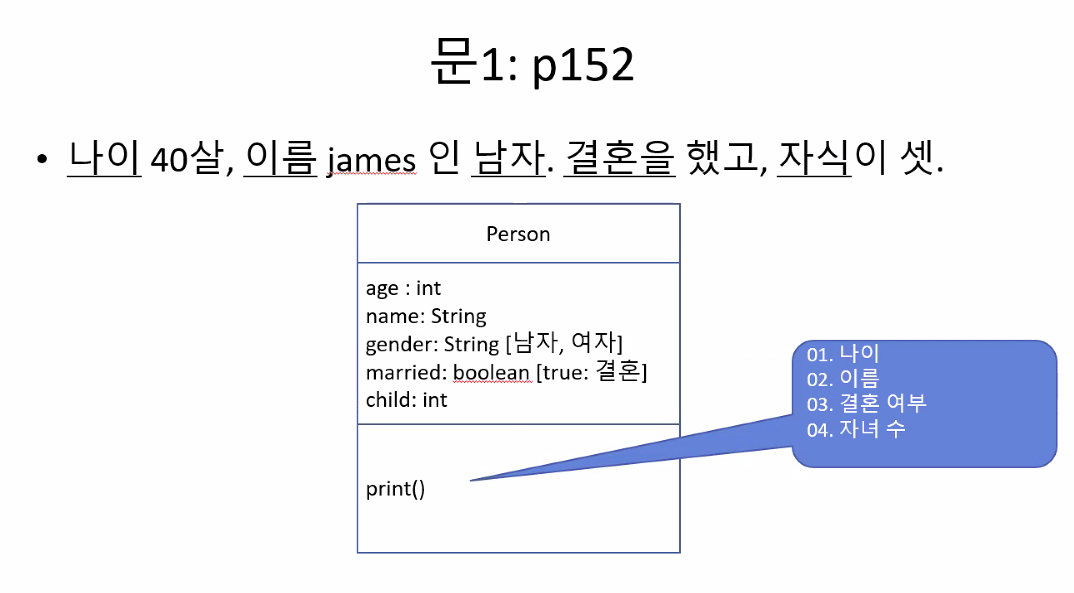 문1: p152
• 나이 40살, 이름 james 인 남자. 결혼을 했고, 자식이 셋.
Person
age : int
name: String
gender: String [남자, 여자]
married: boolean [true: 결혼]
child: int
print()
01. 나이
02. 이름
03. 결혼 여부
04. 자녀 수